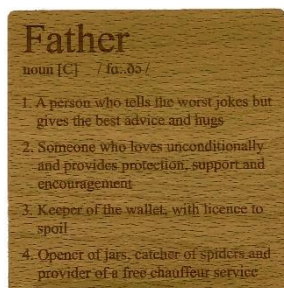 Father
noun [C] / fɑː.ðə /
1. A person who tells the worst jokes but
gives the best advice and hugs
2. Someone who loves unconditionally
and provides protection, support and
encouragement
3. Keeper of the wallet, with licence to
spoil
4. Opener of jars, catcher of spiders and
provider of a free chauffeur service